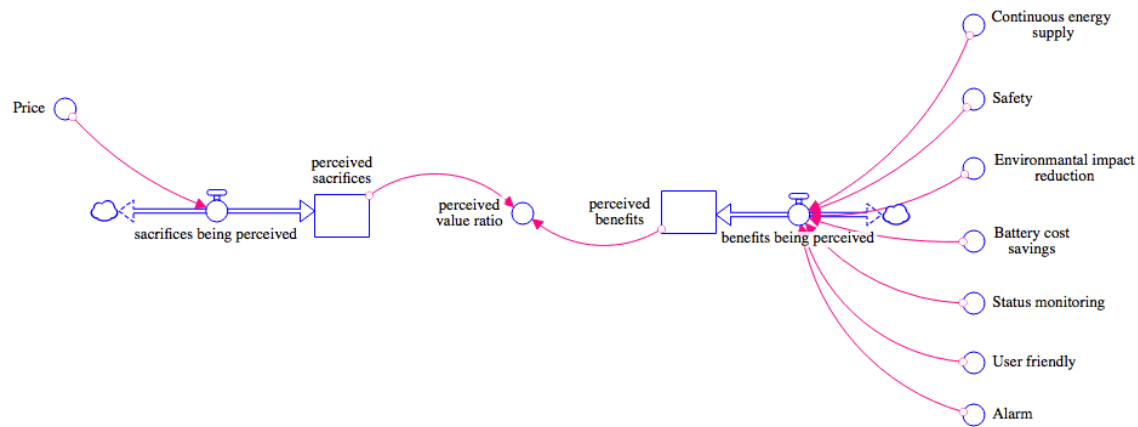 Continuous energy
supply
Price
Safety
perceived
sacrifices
Environmantal impact
reduction
perceived
value ratio
perceived
benefits
sacrifices being perceived
benefits being perceived
Battery cost
savings
Status monitoring
User friendly
Alarm